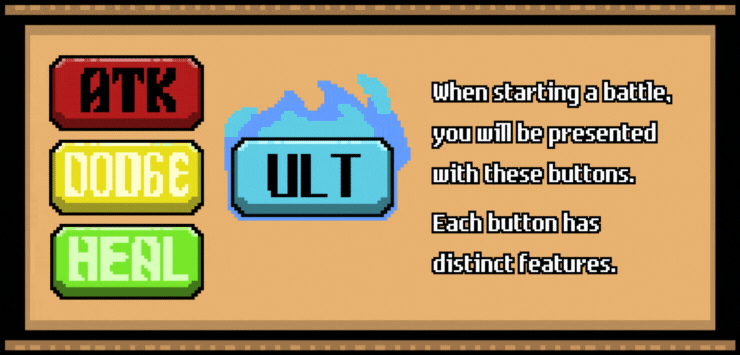 ATK
DODGE
HEAL
ULT
When starting a battle,
you will be presented
with these buttons.
Each button has
distinct features.